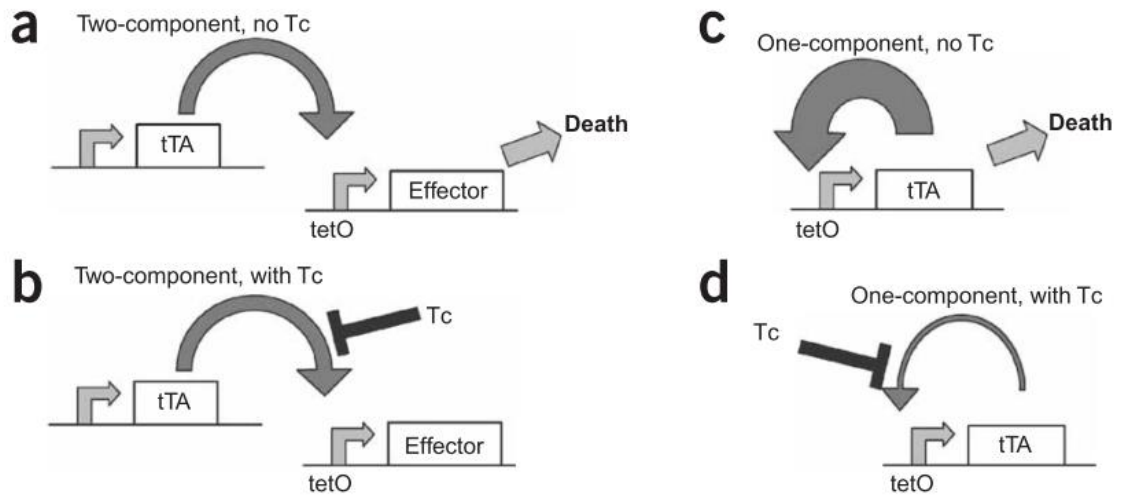 a
Two-component, no Tc
tTA
Effector
Death
tetO
b
Two-component, with Tc
Tc
tTA
Effector
tetO
c
One-component, no Tc
Death
tTA
tetO
d
One-component, with Tc
Tc
tTA
tetO